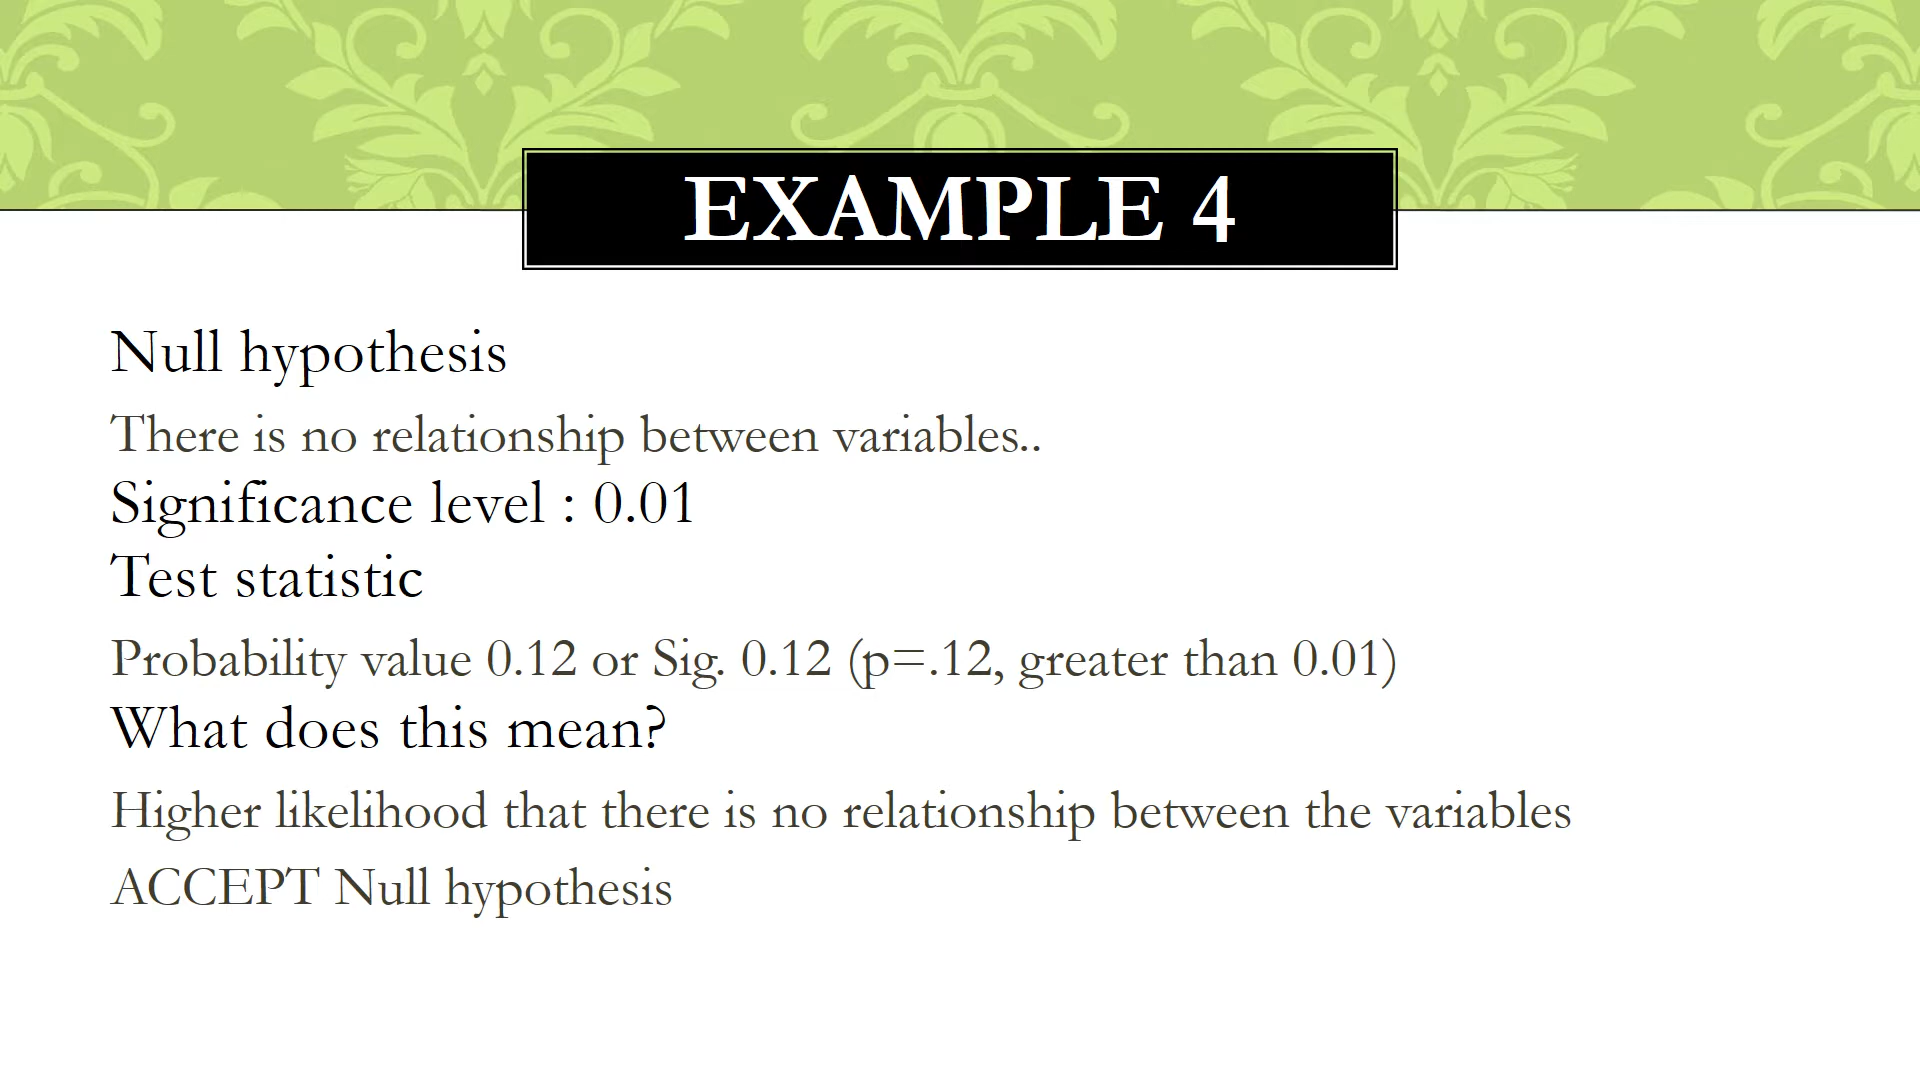 EXAMPLE 4
Null hypothesis
There is no relationship between variables..
Significance level : 0.01
Test statistic
Probability value 0.12 or Sig. 0.12 (p=.12, greater than 0.01)
What does this mean?
Higher likelihood that there is no relationship between the variables
ACCEPT Null hypothesis